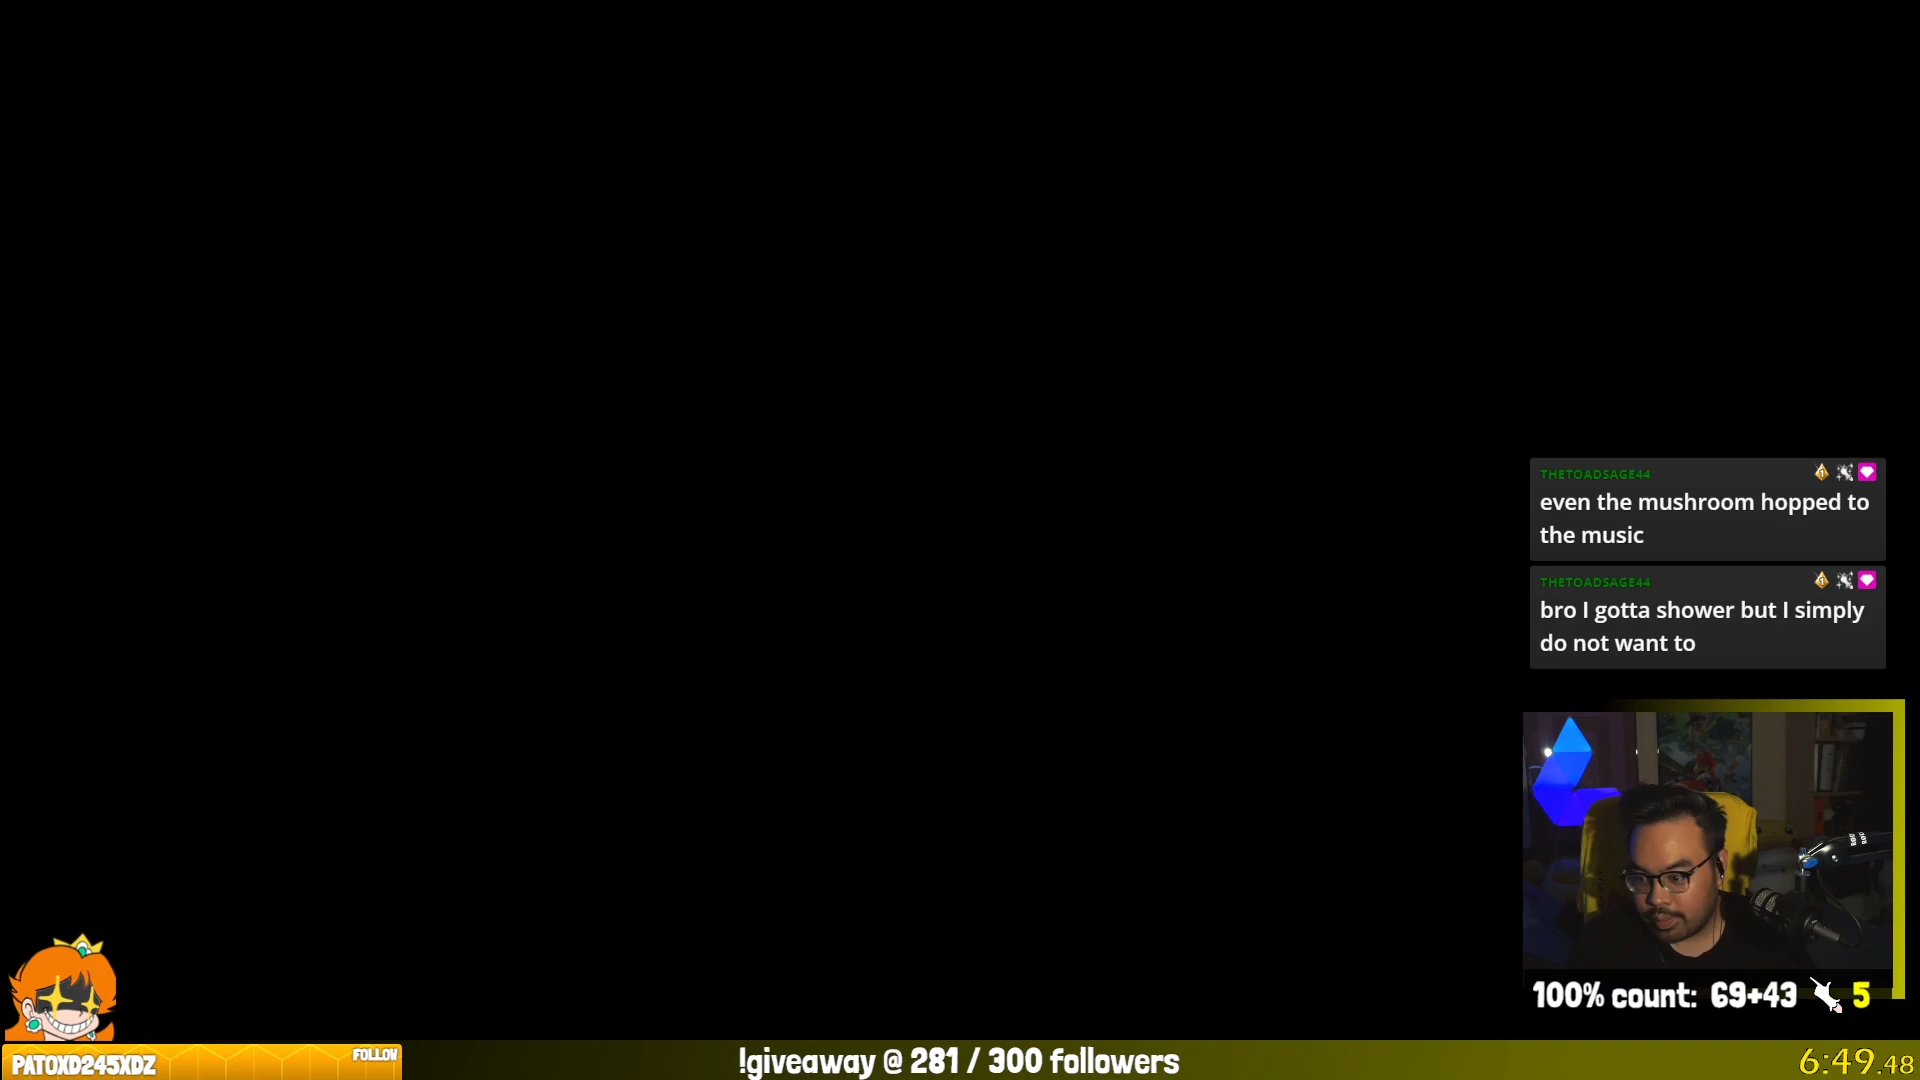 THETOADSAGE44
even the mushroom hopped to
the music
THETOADSAGE44
bro I gotta shower but I simply
do not want to
100% count: 69+43 5
PATOXD245XDZ
FOLLOW
!giveaway @ 281 / 300 followers
6:49.48